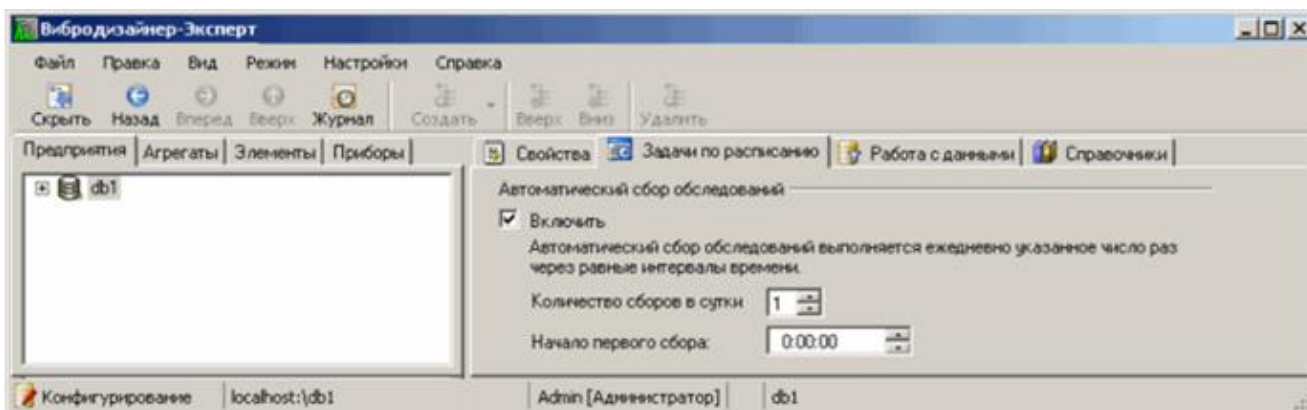 Вибродизайнер-Эксперт
Файл Правка Вид Режим Настройки Справка
Скрыть Назад Вперед Вверх Журнал Создать Вверх Вниз Удалить
Предприятия Агрегаты Элементы Приборы Свойства Задачи по расписанию Работа с данными Справочники
db1
Автоматический сбор обследований
Включить
Автоматический сбор обследований выполняется ежедневно указанное число раз
через равные интервалы времени.
Количество сборов в сутки 1
Начало первого сбора: 0:00:00
Конфигурирование localhost:\db1 Admin [Администратор] db1